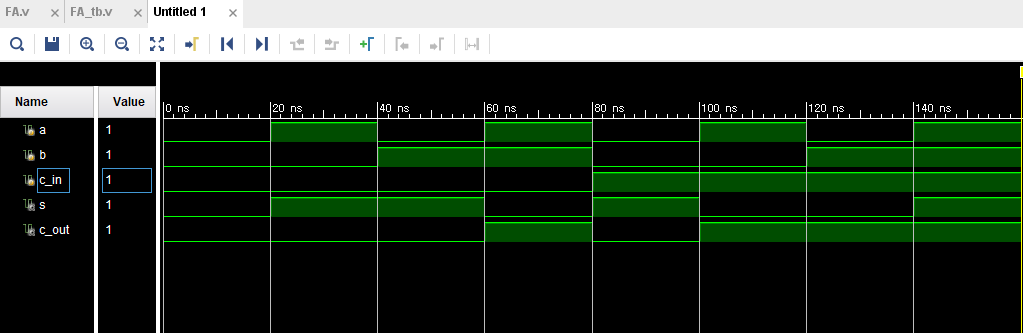 FA.v × FA_tb.v × Untitled 1 ×
Name Value
0 ns 20 ns 40 ns 60 ns 80 ns 100 ns 120 ns 140 ns
a 1
b 1
c_in 1
s 1
c_out 1